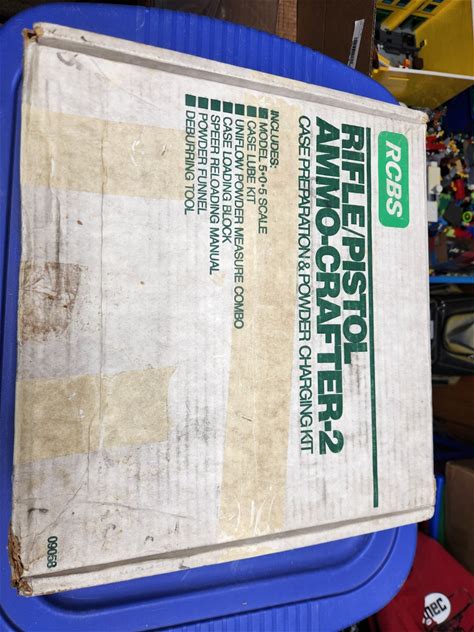 RCBS
RIFLE/PISTOL
AMMO-CRAFTER-2
CASE PREPARATION & POWDER CHARGING KIT
INCLUDES:
MODEL 5•0•5 SCALE
CASE LUBE KIT
UNIFLOW POWDER MEASURE COMBO
CASE LOADING BLOCK
SPEER RELOADING MANUAL
POWDER FUNNEL
DEBURRING TOOL
09058